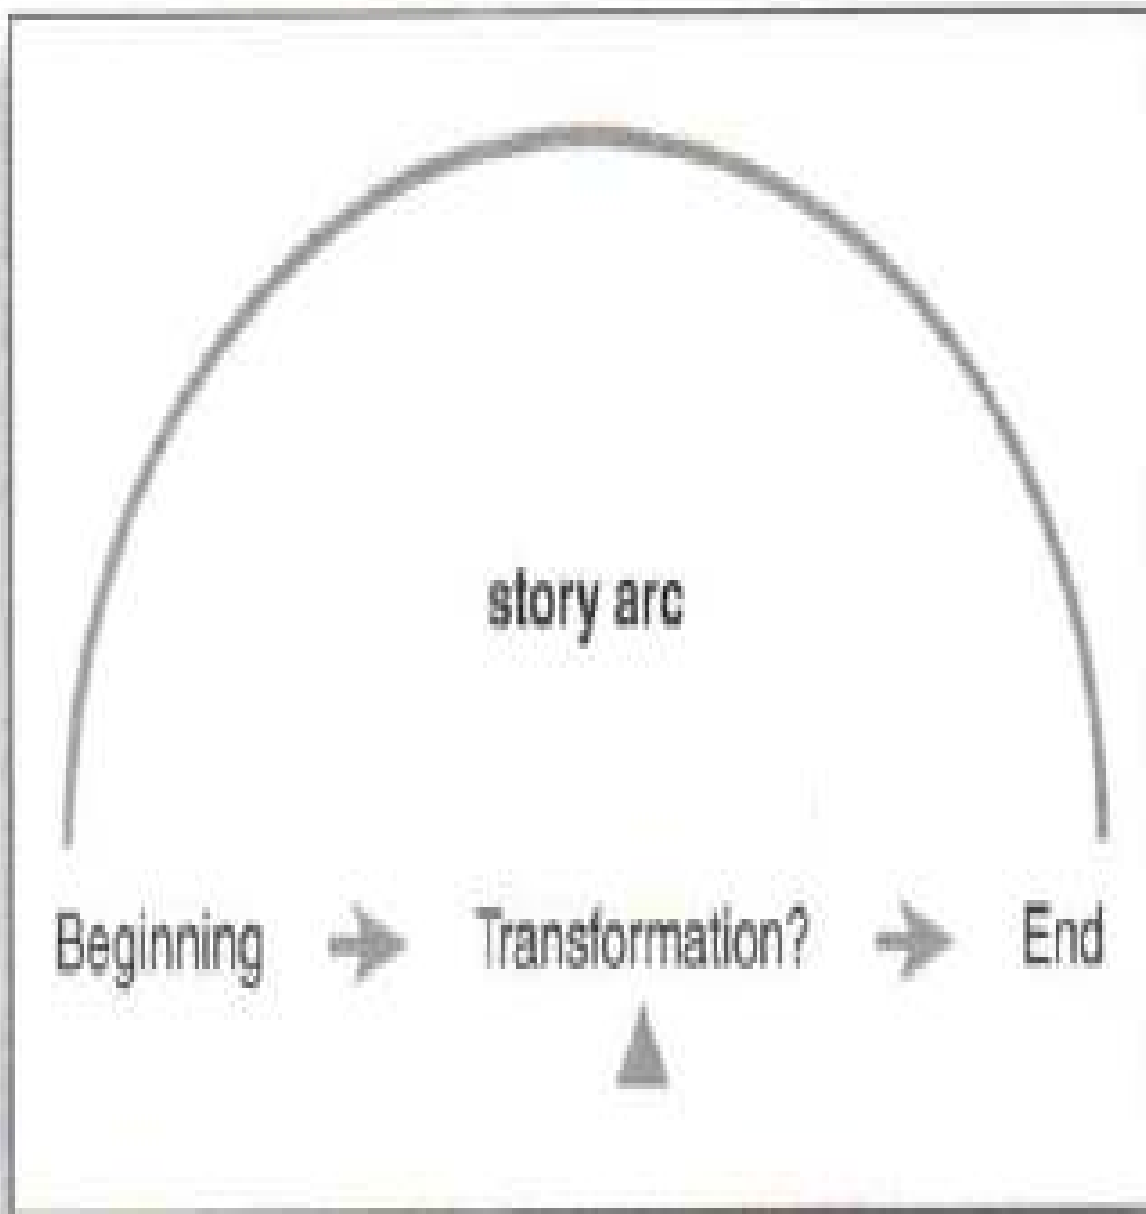 story arc
Beginning → Transformation? → End